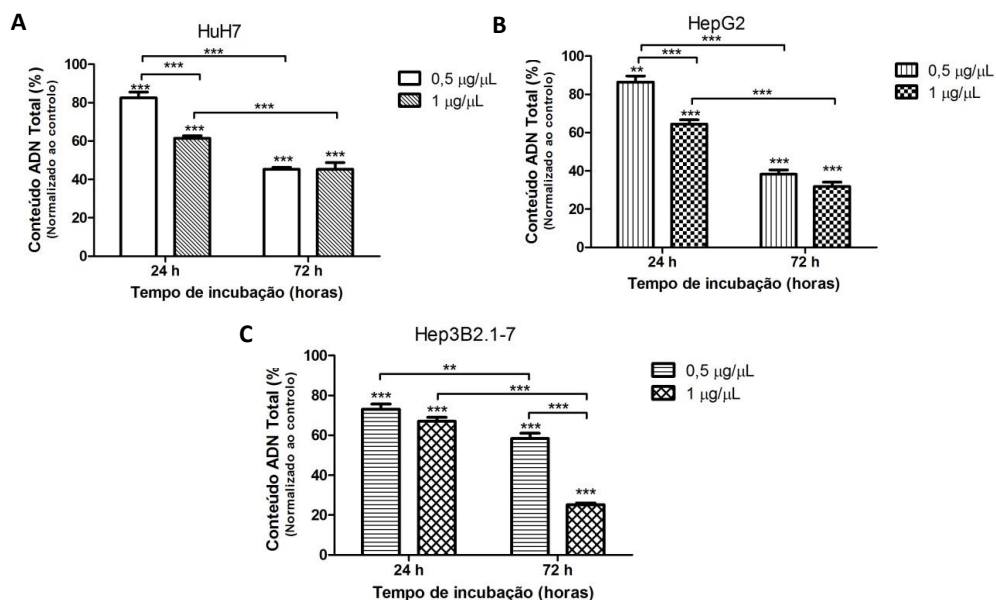 A
HuH7
***
***
***
***
***
***
***
Conteúdo ADN Total (%)
(Normalizado ao controlo)
100
80
60
40
20
0
24 h
72 h
Tempo de incubação (horas)
0,5 µg/µL
1 µg/µL
B
HepG2
***
***
***
**
***
***
***
Conteúdo ADN Total (%)
(Normalizado ao controlo)
100
80
60
40
20
0
24 h
72 h
Tempo de incubação (horas)
0,5 µg/µL
1 µg/µL
C
Hep3B2.1-7
**
***
***
***
***
***
***
Conteúdo ADN Total (%
(Normalizado ao controlo)
100
80
60
40
20
0
24 h
72 h
Tempo de incubação (horas)
0,5 µg/µL
1 µg/µL